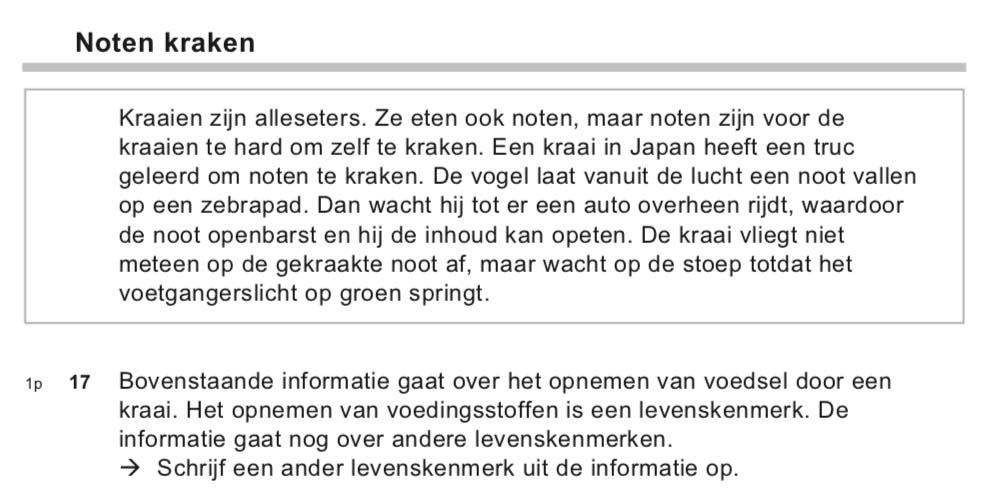 Noten kraken
Kraaien zijn alleseters. Ze eten ook noten, maar noten zijn voor de
kraaien te hard om zelf te kraken. Een kraai in Japan heeft een truc
geleerd om noten te kraken. De vogel laat vanuit de lucht een noot vallen
op een zebrapad. Dan wacht hij tot er een auto overheen rijdt, waardoor
de noot openbarst en hij de inhoud kan opeten. De kraai vliegt niet
meteen op de gekraakte noot af, maar wacht op de stoep totdat het
voetgangerslicht op groen springt.
1p 17 Bovenstaande informatie gaat over het opnemen van voedsel door een
kraai. Het opnemen van voedingsstoffen is een levenskenmerk. De
informatie gaat nog over andere levenskenmerken.
→ Schrijf een ander levenskenmerk uit de informatie op.